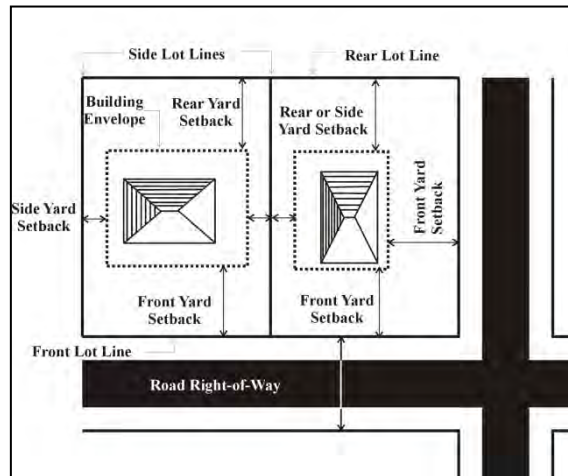 Side Lot Lines
Rear Lot Line
Building
Envelope
Rear Yard
Setback
Rear or Side
Yard Setback
Side Yard
Setback
Front Yard
Setback
Front Yard
Setback
Front Yard
Setback
Front Lot Line
Road Right-of-Way